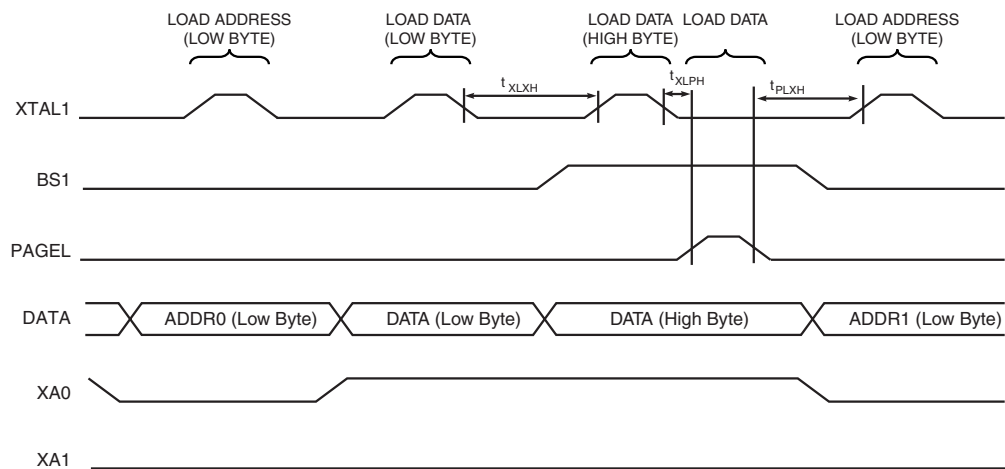 LOAD ADDRESS
(LOW BYTE)
LOAD DATA
(LOW BYTE)
LOAD DATA
(HIGH BYTE)
LOAD DATA
LOAD ADDRESS
(LOW BYTE)
t XLXH
tXLPH
tPLXH
XTAL1
BS1
PAGEL
DATA
ADDR0 (Low Byte)
DATA (Low Byte)
DATA (High Byte)
ADDR1 (Low Byte)
XA0
XA1